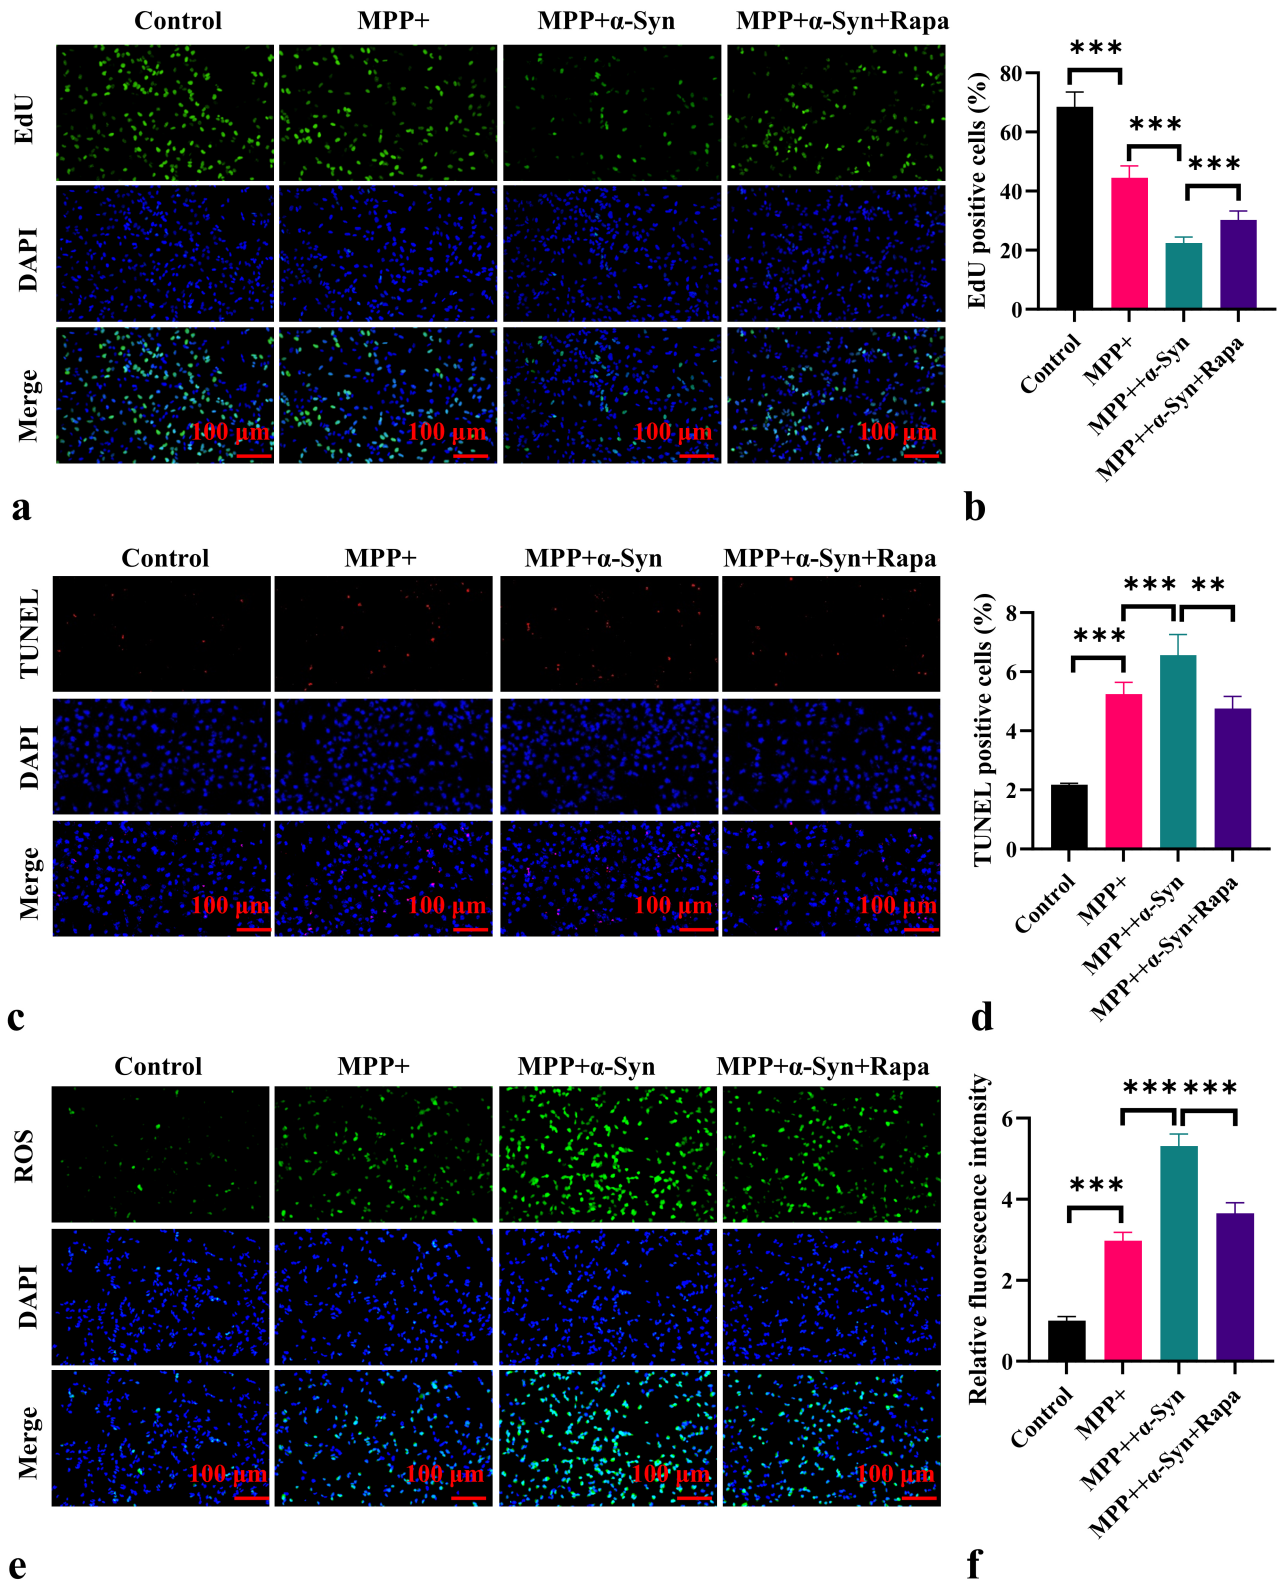 Control MPP+ MPP+α-Syn MPP+α-Syn+Rapa
EdU
DAPI
Merge
100 μm 100 μm 100 μm 100 μm
a
EdU positive cells (%)
80
60
40
20
0
*** *** ***
Control MPP+ MPP++α-Syn MPP++α-Syn+Rapa
b
Control MPP+ MPP+α-Syn MPP+α-Syn+Rapa
TUNEL
DAPI
Merge
100 μm 100 μm 100 μm 100 μm
c
TUNEL positive cells (%)
8
6
4
2
0
*** *** **
Control MPP+ MPP++α-Syn MPP++α-Syn+Rapa
d
Control MPP+ MPP+α-Syn MPP+α-Syn+Rapa
ROS
DAPI
Merge
100 μm 100 μm 100 μm 100 μm
e
Relative fluorescence intensity
6
4
2
0
*** *** ***
Control MPP+ MPP++α-Syn MPP++α-Syn+Rapa
f